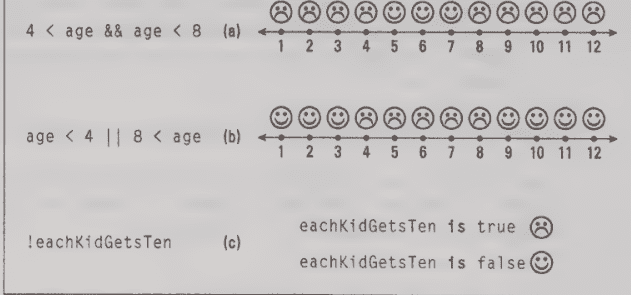 4 < age && age < 8 (a)
1 2 3 4 5 6 7 8 9 10 11 12
age < 4 || 8 < age (b)
1 2 3 4 5 6 7 8 9 10 11 12
!eachKidGetsTen (c)
eachKidGetsTen is true
eachKidGetsTen is false